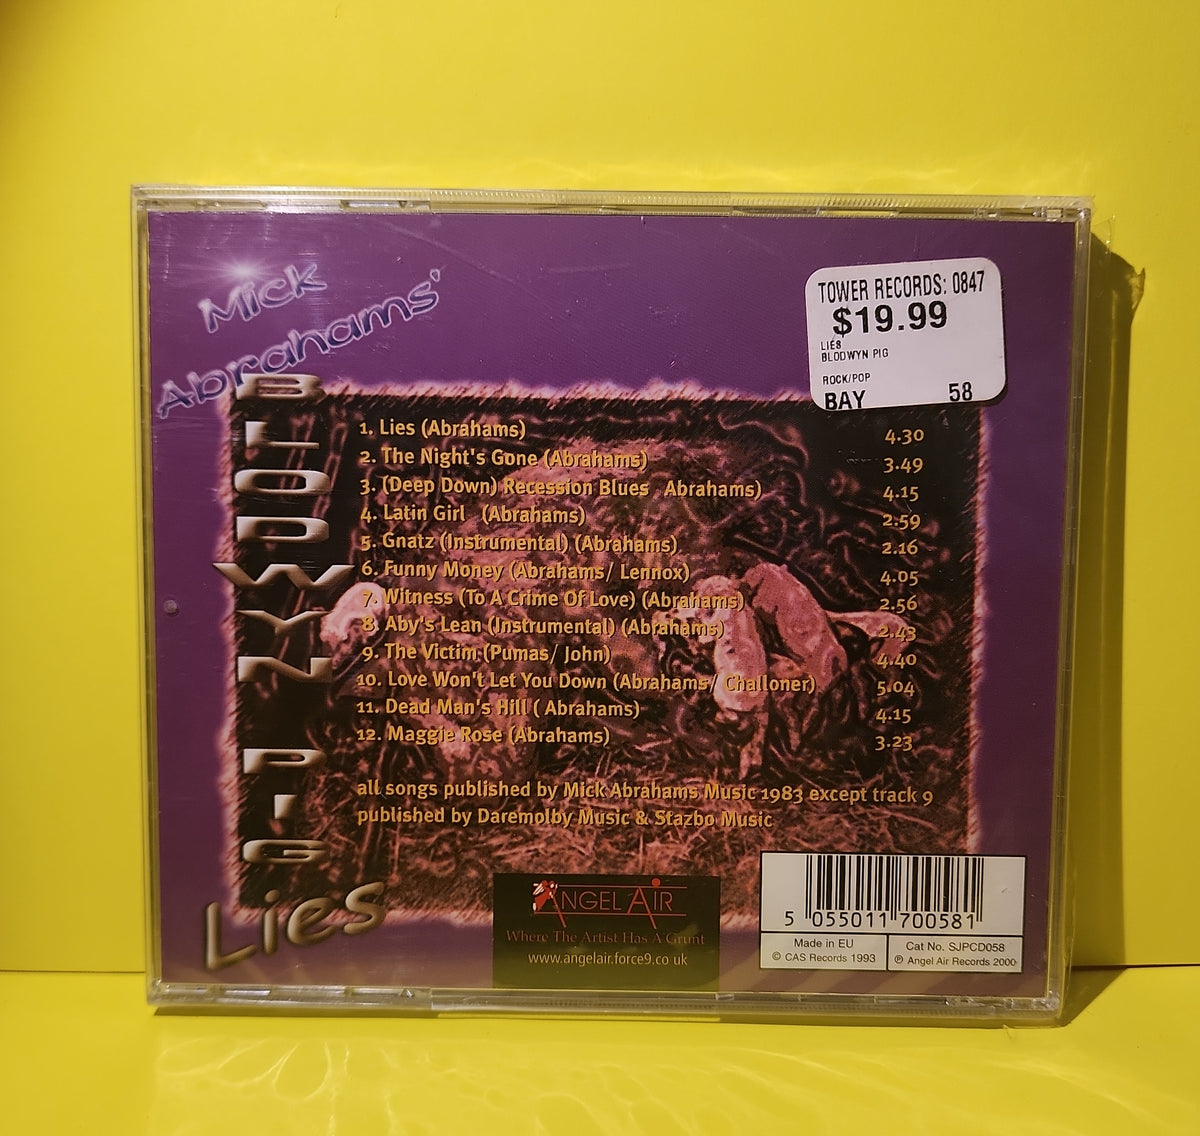 Mick
Abrahams'
BLODWYN PIG
Lies
TOWER RECORDS: 0847
$19.99
LIES
BLODWYN PIG
ROCK/POP
BAY 58
1. Lies (Abrahams) 4.30
2. The Night's Gone (Abrahams) 3.49
3. (Deep Down) Recession Blues Abrahams) 4.15
4. Latin Girl (Abrahams) 2.59
5. Gnatz (Instrumental) (Abrahams) 2.16
6. Funny Money (Abrahams/ Lennox) 4.05
7. Witness (To A Crime Of Love) (Abrahams) 2.56
8. Aby's Lean (Instrumental) (Abrahams) 2.43
9. The Victim (Pumas/ John) 4.40
10. Love Won't Let You Down (Abrahams/ Challoner) 5.04
11. Dead Man's Hill ( Abrahams) 4.15
12. Maggie Rose (Abrahams) 3.23
all songs published by Mick Abrahams Music 1983 except track 9
published by Daremolby Music & Stazbo Music
ANGEL AIR
Where The Artist Has A Grunt
www.angelair.force9.co.uk
5 055011 700581
Made in EU
© CAS Records 1993
Cat No. SJPCD058
℗ Angel Air Records 2000